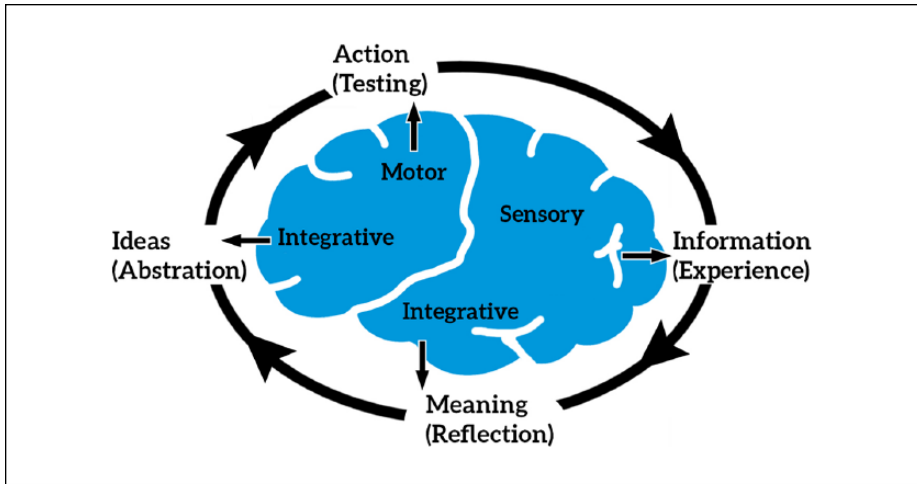 Action
(Testing)
Motor
Sensory
Ideas
(Abstration)
Integrative
Information
(Experience)
Integrative
Meaning
(Reflection)